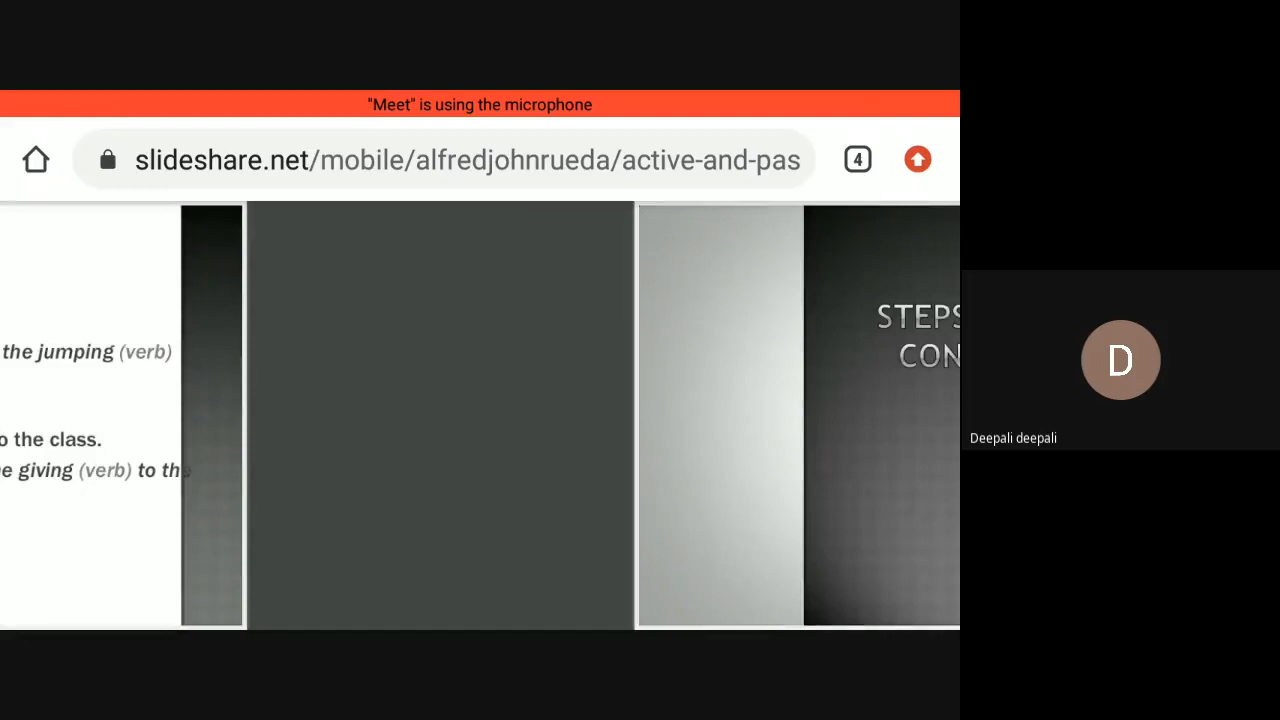 "Meet" is using the microphone
slideshare.net/mobile/alfredjohnrueda/active-and-pas
4
the jumping (verb)
o the class.
e giving (verb) to the
STEPS
CON
D
Deepali deepali